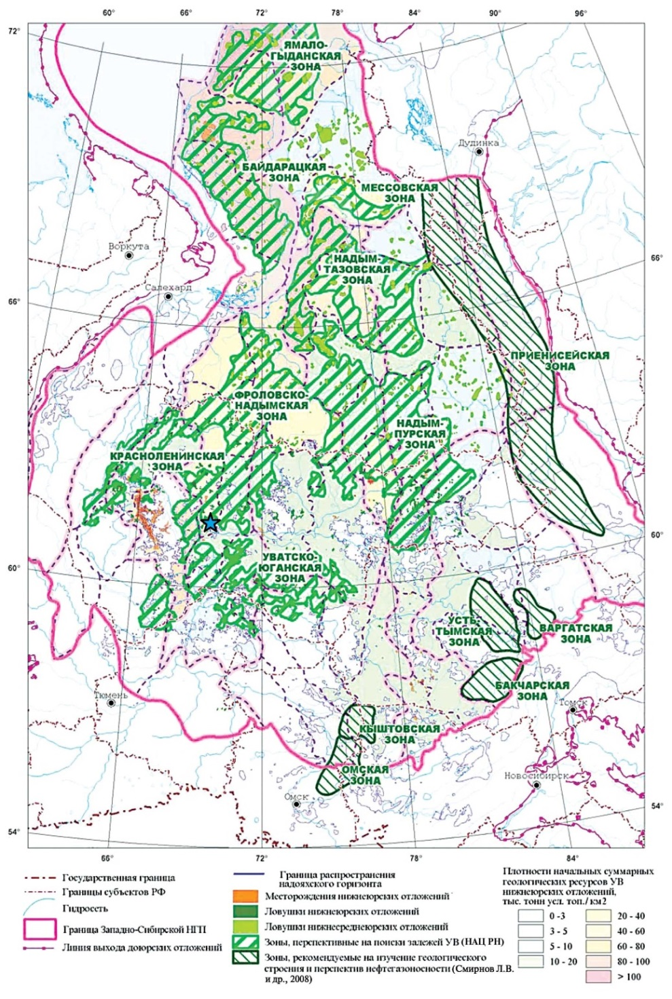 60° 66° 72° 78° 84° 90° 96°
72°
ЯМАЛО-
ГЫДАНСКАЯ
ЗОНА
Дудинка
БАЙДАРАЦКАЯ
ЗОНА
МЕССОВСКАЯ
ЗОНА
Воркута
НАДЫМ-
ТАЗОВСКАЯ
ЗОНА
66°
Салехард
66°
ПРИЕНИСЕЙСКАЯ
ЗОНА
ФРОЛОВСКО-
НАДЫМСКАЯ
ЗОНА
НАДЫМ-
ПУРСКАЯ
ЗОНА
КРАСНОЛЕНИНСКАЯ
ЗОНА
60°
УВАТСКО-
ЮГАНСКАЯ
ЗОНА
60°
УСТЬ-
ТЫМСКАЯ
ЗОНА
ВАРГАТСКАЯ
ЗОНА
БАКЧАРСКАЯ
ЗОНА
Тюмень
Томск
КЫШТОВСКАЯ
ЗОНА
ОМСКАЯ
ЗОНА
Новосибирск
Омск
54°
54°
66° 72° 78° 84°
Государственная граница
Границы субъектов РФ
Гидросеть
Граница Западно-Сибирской НГП
Линия выхода доюрских отложений
Граница распространения
надояхского горизонта
Месторождения нижнеюрских отложений
Ловушки нижнеюрских отложений
Ловушки нижнесреднеюрских отложений
Зоны, перспективные на поиски залежей УВ (НАЦ РН)
Зоны, рекомендуемые на изучение геологического
строения и перспектив нефтегазоносности (Смирнов Л.В.
и др., 2008)
Плотности начальных суммарных
геологических ресурсов УВ
нижнеюрских отложений,
тыс. тонн усл. топ./ км2
0 -3
3 - 5
5 - 10
10 - 20
20 - 40
40 - 60
60 - 80
80 - 100
> 100